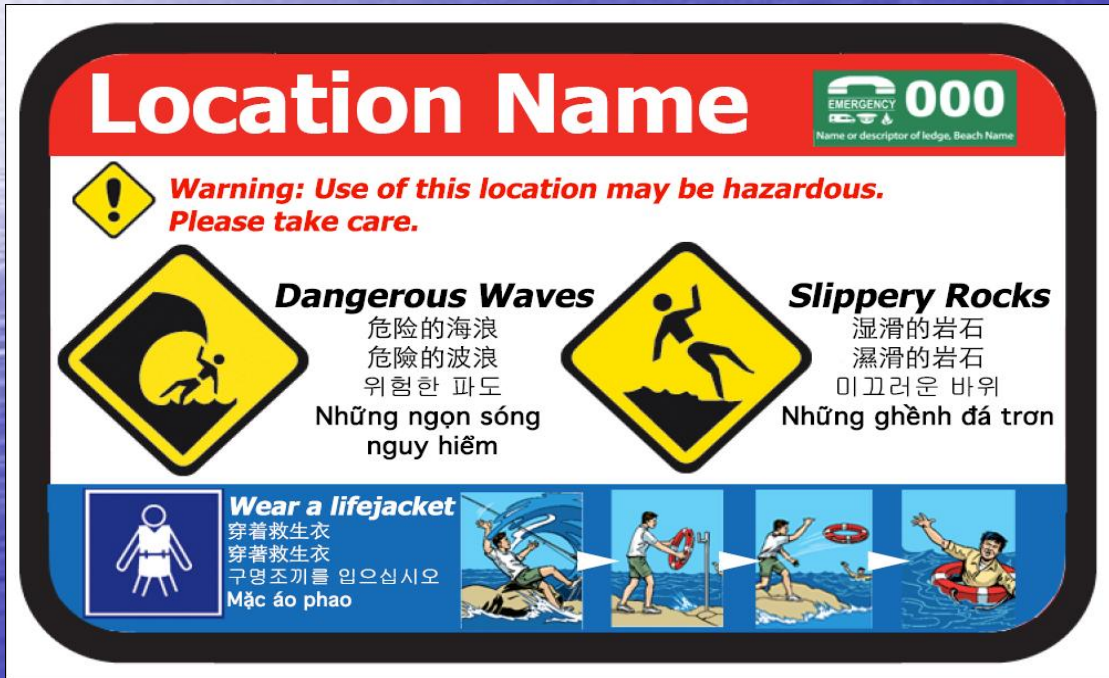 Location Name
EMERGENCY 000
Name or descriptor of ledge, Beach Name
Warning: Use of this location may be hazardous.
Please take care.
Dangerous Waves
危险的海浪
危險的波浪
위험한 파도
Những ngọn sóng
nguy hiểm
Slippery Rocks
湿滑的岩石
濕滑的岩石
미끄러운 바위
Những ghềnh đá trơn
Wear a lifejacket
穿着救生衣
穿著救生衣
구명조끼를 입으십시오
Mặc áo phao